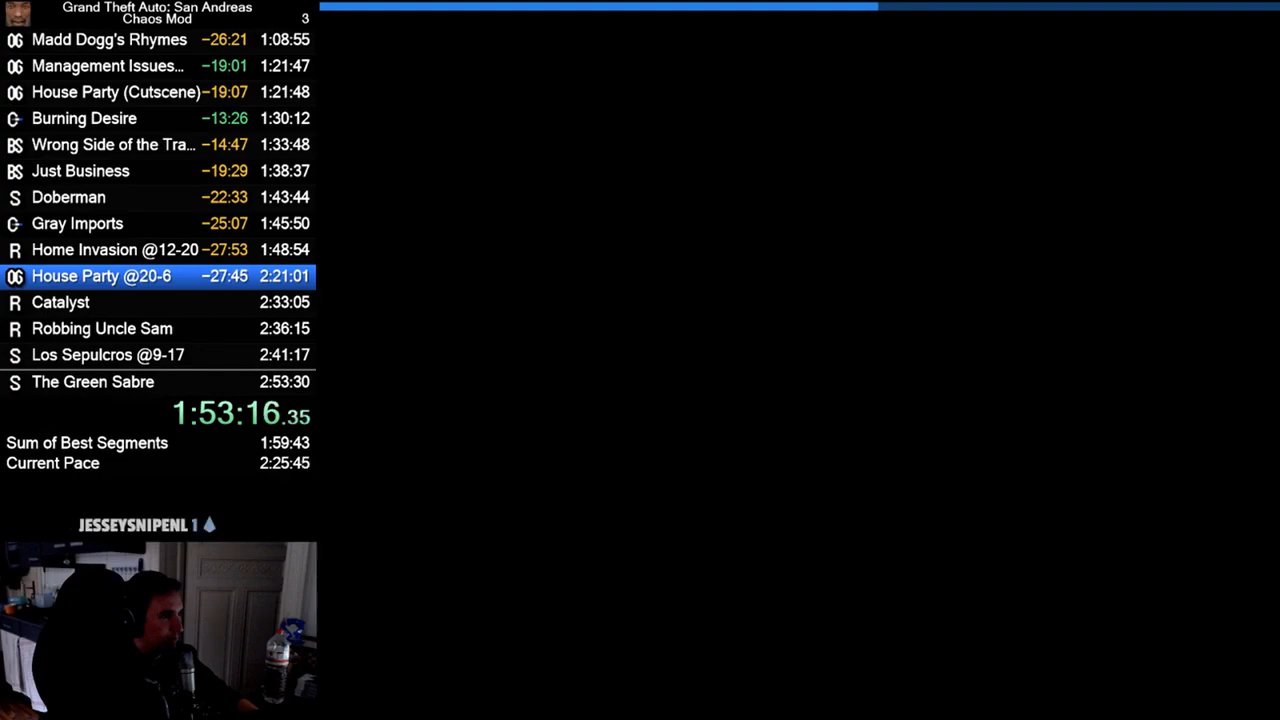 Grand Theft Auto: San Andreas
Chaos Mod 3
OG Madd Dogg's Rhymes −26:21 1:08:55
OG Management Issues... −19:01 1:21:47
OG House Party (Cutscene) −19:07 1:21:48
C Burning Desire −13:26 1:30:12
BS Wrong Side of the Tra... −14:47 1:33:48
BS Just Business −19:29 1:38:37
S Doberman −22:33 1:43:44
C Gray Imports −25:07 1:45:50
R Home Invasion @12-20 −27:53 1:48:54
OG House Party @20-6 −27:45 2:21:01
R Catalyst 2:33:05
R Robbing Uncle Sam 2:36:15
S Los Sepulcros @9-17 2:41:17
S The Green Sabre 2:53:30
1:53:16.35
Sum of Best Segments 1:59:43
Current Pace 2:25:45
JESSEYSNIPENL 1